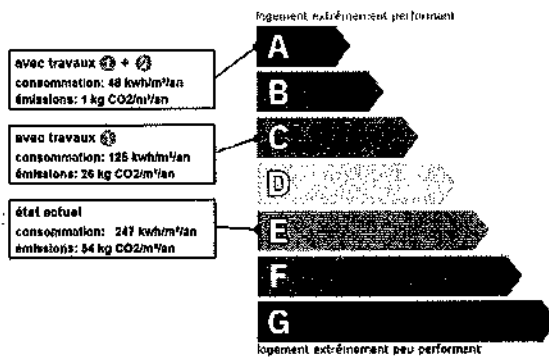 logement extrêmement performant
A
avec travaux 1 + 2
consommation: 48 kwh/m²/an
émissions: 1 kg CO2/m²/an
B
avec travaux
consommation: 125 kwh/m²/an
émissions: 26 kg CO2/m²/an
C
D
état actuel
consommation: 247 kwh/m²/an
émissions: 54 kg CO2/m²/an
E
F
G
logement extrêmement peu performant